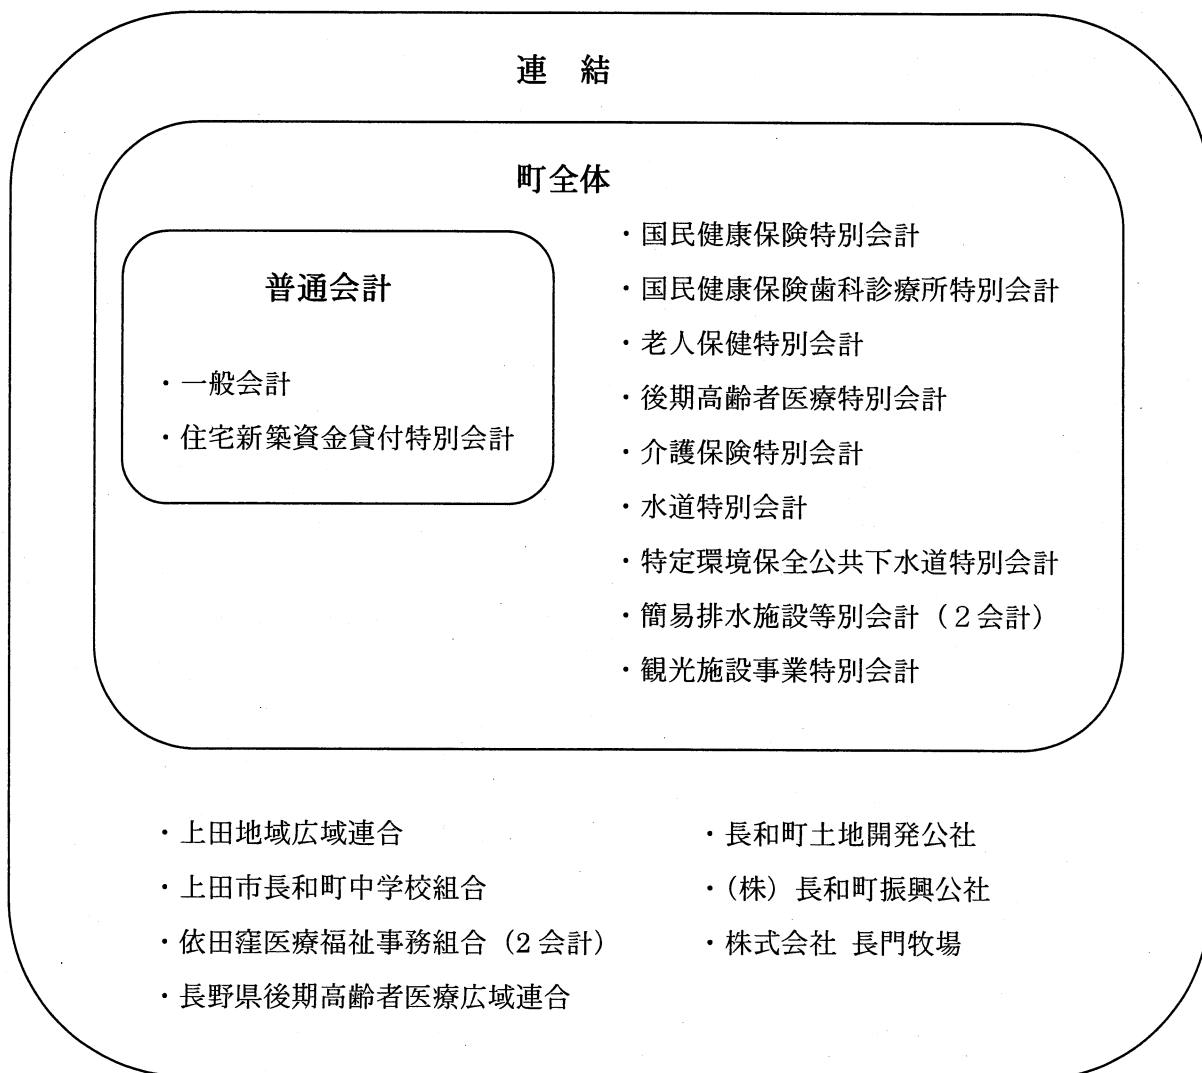 連 結
町全体
普通会計
・一般会計
・住宅新築資金貸付特別会計
・国民健康保険特別会計
・国民健康保険歯科診療所特別会計
・老人保健特別会計
・後期高齢者医療特別会計
・介護保険特別会計
・水道特別会計
・特定環境保全公共下水道特別会計
・簡易排水施設等別会計（２会計）
・観光施設事業特別会計
・上田地域広域連合
・上田市長和町中学校組合
・依田窪医療福祉事務組合（2 会計）
・長野県後期高齢者医療広域連合
・長和町土地開発公社
・（株）長和町振興公社
・株式会社 長門牧場